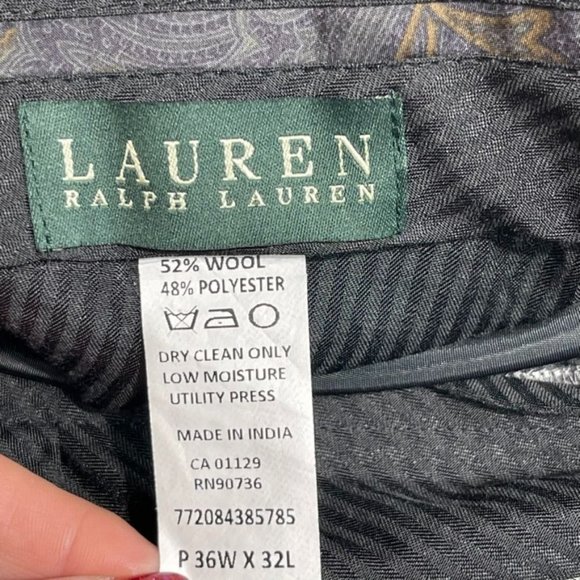 LAUREN
RALPH LAUREN
52% WOOL
48% POLYESTER
DRY CLEAN ONLY
LOW MOISTURE
UTILITY PRESS
MADE IN INDIA
CA 01129
RN90736
772084385785
P 36W X 32L